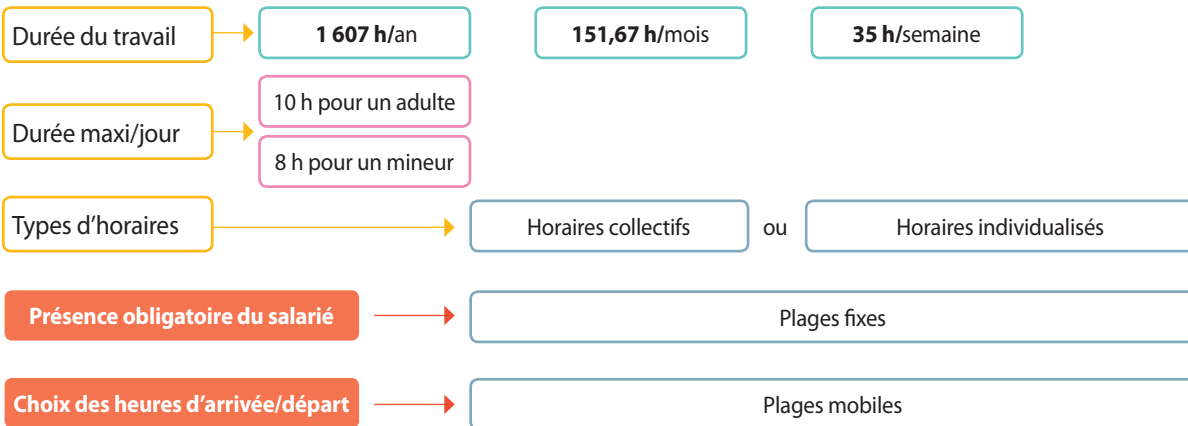 Durée du travail
1 607 h/an
151,67 h/mois
35 h/semaine
Durée maxi/jour
10 h pour un adulte
8 h pour un mineur
Types d’horaires
Horaires collectifs
ou
Horaires individualisés
Présence obligatoire du salarié
Plages fixes
Choix des heures d’arrivée/départ
Plages mobiles